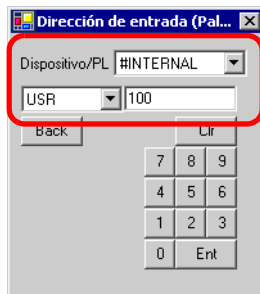 Dirección de entrada (Pal...
Dispositivo/PL #INTERNAL
USR 100
Back Clr
7 8 9
4 5 6
1 2 3
0 Ent